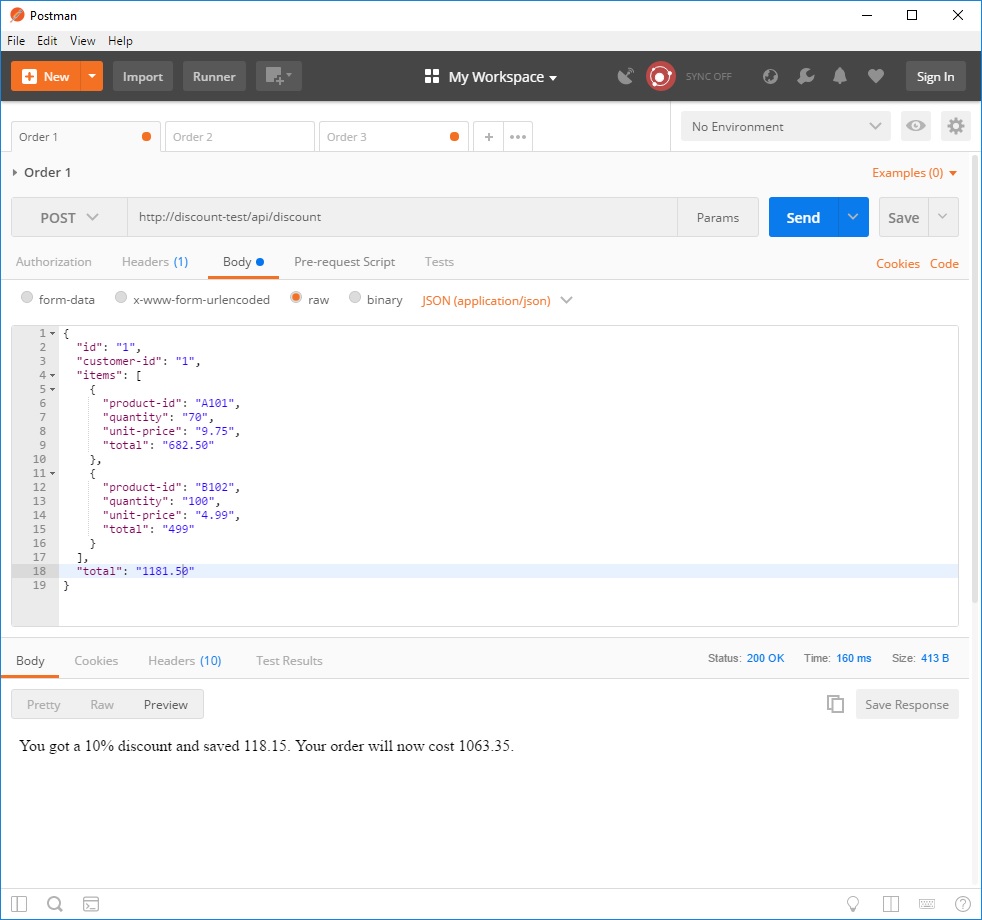 Postman
File Edit View Help
New Import Runner My Workspace SYNC OFF Sign In
Order 1 Order 2 Order 3 No Environment
Order 1 Examples (0)
POST http://discount-test/api/discount Params Send Save
Authorization Headers (1) Body Pre-request Script Tests Cookies Code
form-data x-www-form-urlencoded raw binary JSON (application/json)
1 {
2 "id": "1",
3 "customer-id": "1",
4 "items": [
5 {
6 "product-id": "A101",
7 "quantity": "70",
8 "unit-price": "9.75",
9 "total": "682.50"
10 },
11 {
12 "product-id": "B102",
13 "quantity": "100",
14 "unit-price": "4.99",
15 "total": "499"
16 }
17 ],
18 "total": "1181.50"
19 }
Body Cookies Headers (10) Test Results Status: 200 OK Time: 160 ms Size: 413 B
Pretty Raw Preview Save Response
You got a 10% discount and saved 118.15. Your order will now cost 1063.35.